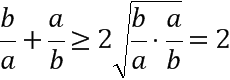 b/a + a/b ≥ 2√(b/a · a/b) = 2